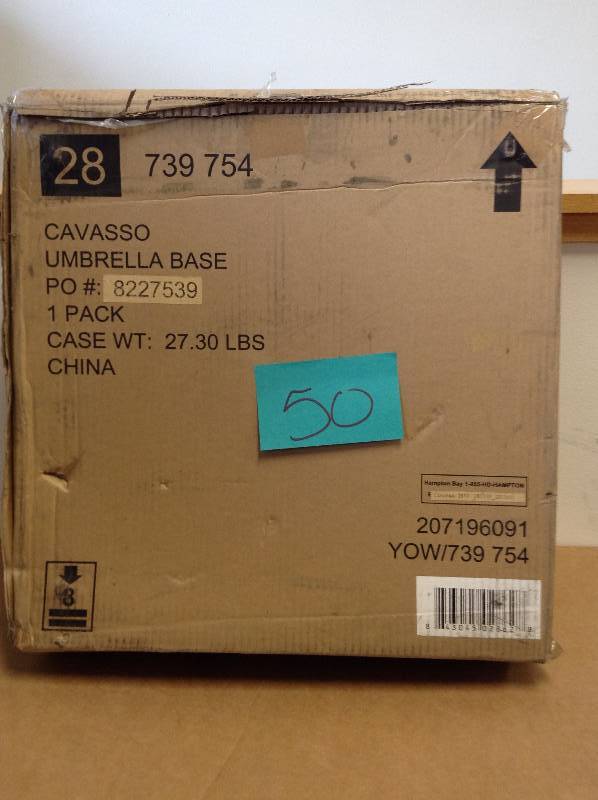 28 739 754
CAVASSO
UMBRELLA BASE
PO #: 8227539
1 PACK
CASE WT: 27.30 LBS
CHINA
50
Hampton Bay 1-855-HD-HAMPTON
207196091
YOW/739 754
8